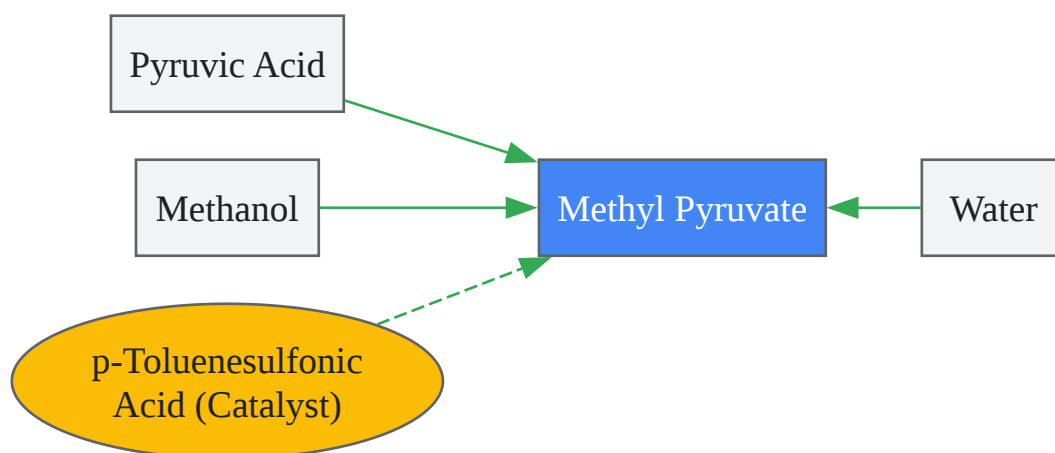 Pyruvic Acid
Methanol
Methyl Pyruvate
Water
p-Toluenesulfonic
Acid (Catalyst)